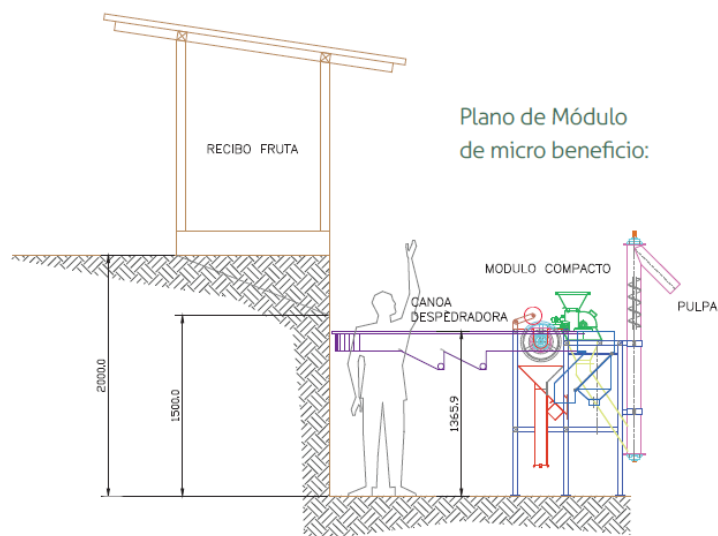 Plano de Módulo
de micro beneficio:
RECIBO FRUTA
MODULO COMPACTO
CANOA
DESPEDRADORA
PULPA
2000.0
1500.0
1365.9